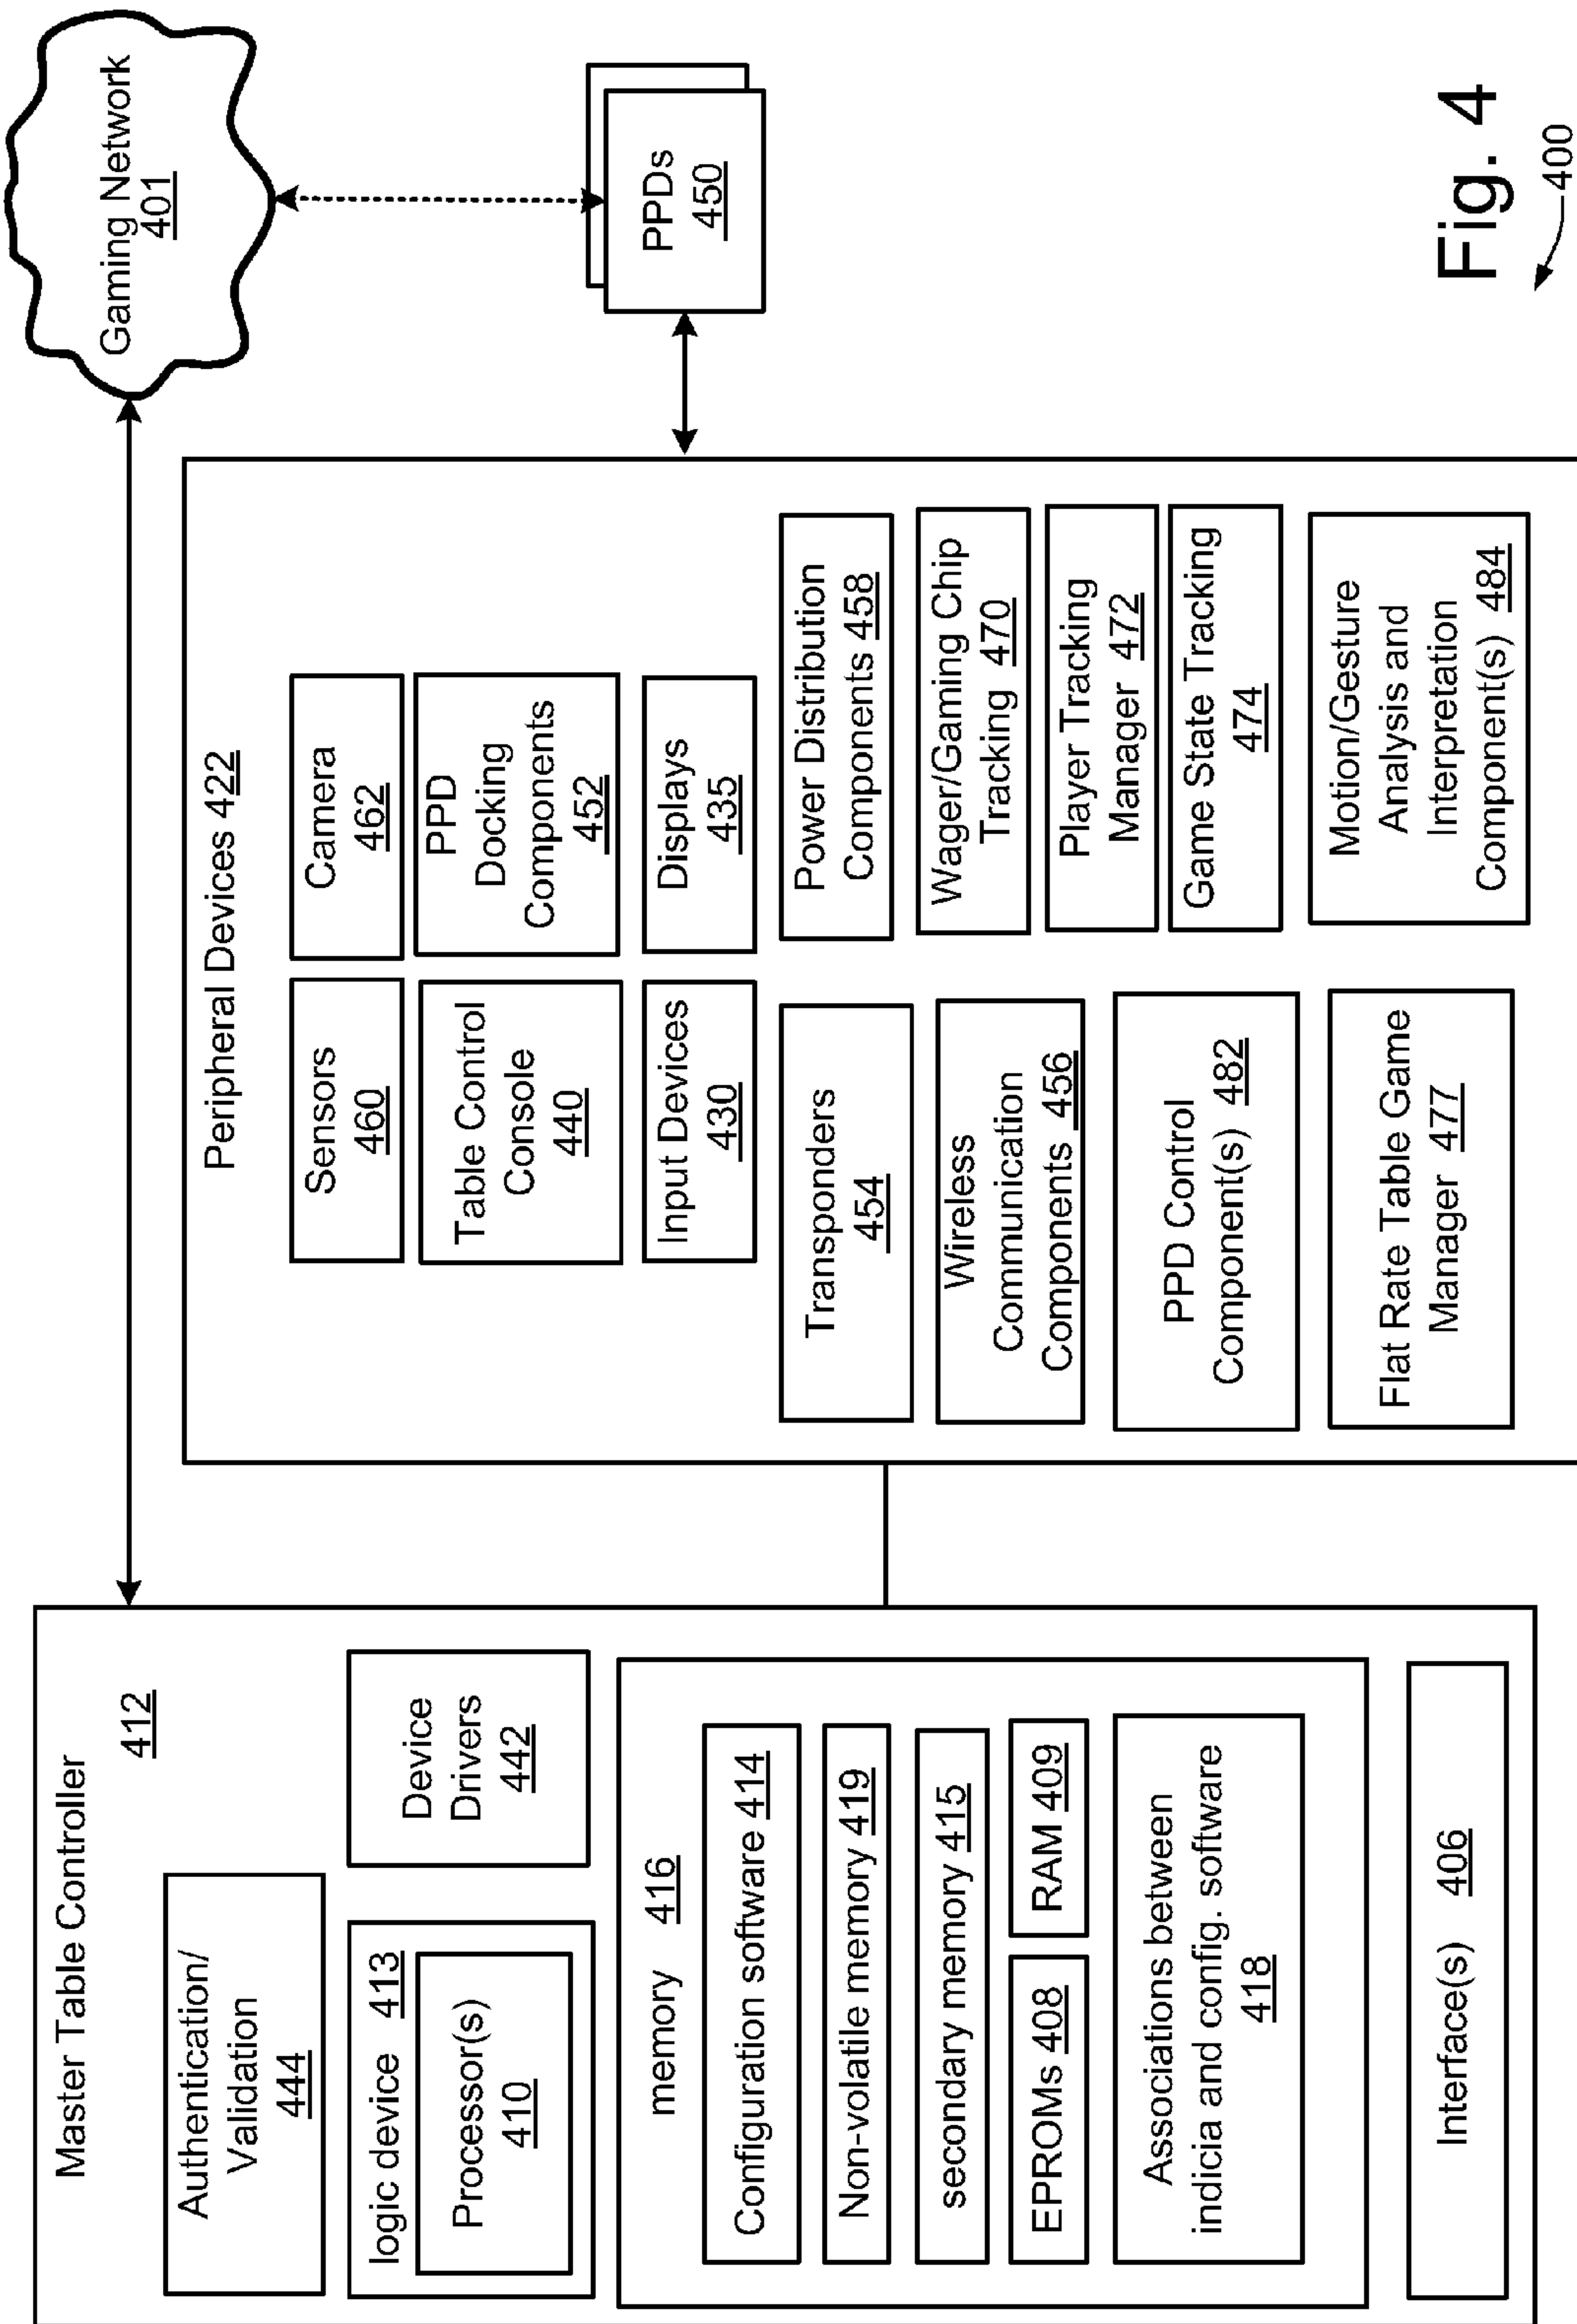 Master Table Controller
412
Authentication/
Validation
444
logic device 413
Processor(s)
410
Device
Drivers
442
memory 416
Configuration software 414
Non-volatile memory 419
secondary memory 415
EPROMs 408
RAM 409
Associations between
indicia and config. software
418
Interface(s) 406
Peripheral Devices 422
Sensors
460
Camera
462
Table Control
Console
440
PPD
Docking
Components
452
Input Devices
430
Displays
435
Transponders
454
Power Distribution
Components 458
Wireless
Communication
Components 456
Wager/Gaming Chip
Tracking 470
Player Tracking
Manager 472
PPD Control
Component(s) 482
Game State Tracking
474
Flat Rate Table Game
Manager 477
Motion/Gesture
Analysis and
Interpretation
Component(s) 484
Gaming Network
401
PPDs
450
Fig. 4
400